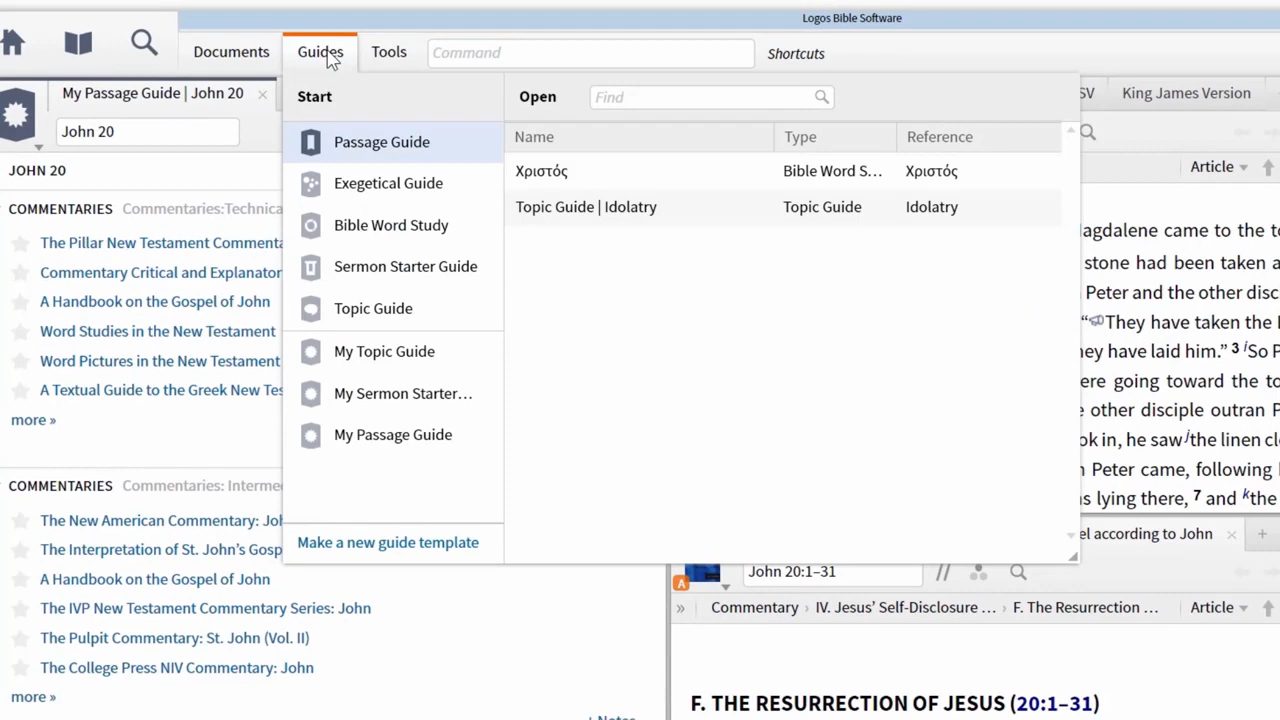 Logos Bible Software
Documents Guides Tools Command Shortcuts
My Passage Guide | John 20
SV King James Version
John 20
Article
JOHN 20
COMMENTARIES Commentaries:Technica
The Pillar New Testament Commenta
Commentary Critical and Explanator
A Handbook on the Gospel of John
Word Studies in the New Testament
Word Pictures in the New Testament
A Textual Guide to the Greek New Tes
more »
COMMENTARIES Commentaries: Interme
The New American Commentary: Joh
The Interpretation of St. John's Gosp
A Handbook on the Gospel of John
The IVP New Testament Commentary Series: John
The Pulpit Commentary: St. John (Vol. II)
The College Press NIV Commentary: John
more »
+ Notes
Start
Passage Guide
Exegetical Guide
Bible Word Study
Sermon Starter Guide
Topic Guide
My Topic Guide
My Sermon Starter…
My Passage Guide
Make a new guide template
Open Find
Name Type Reference
Χριστός Bible Word S… Χριστός
Topic Guide | Idolatry Topic Guide Idolatry
lagdalene came to the to
stone had been taken a
Peter and the other disc
"They have taken the L
ey have laid him." 3 i So P
ere going toward the to
other disciple outran P
ok in, he saw j the linen cl
n Peter came, following h
s lying there, 7 and k the
el according to John
A John 20:1–31
» Commentary › IV. Jesus' Self-Disclosure … › F. The Resurrection … Article
F. THE RESURRECTION OF JESUS (20:1–31)